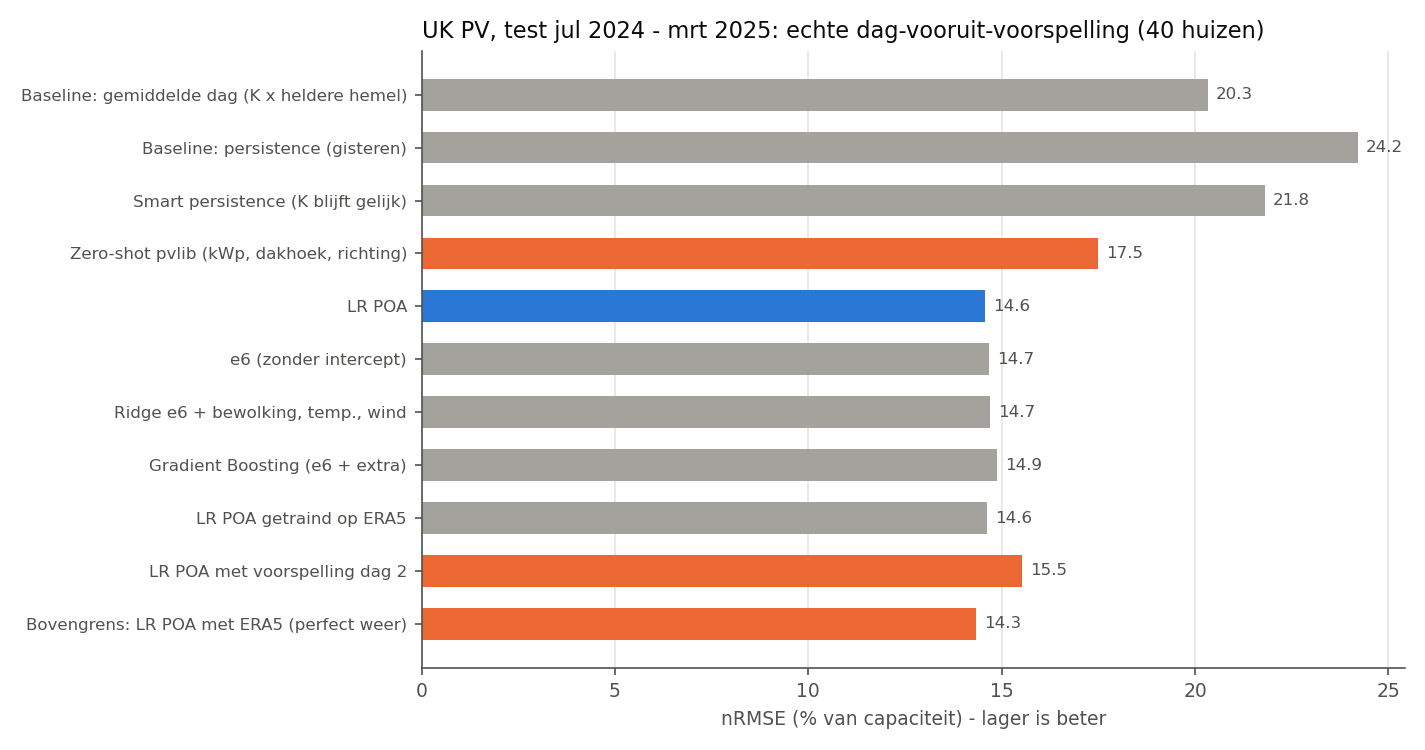 UK PV, test jul 2024 - mrt 2025: echte dag-vooruit-voorspelling (40 huizen)
Baseline: gemiddelde dag (K x heldere hemel) 20.3
Baseline: persistence (gisteren) 24.2
Smart persistence (K blijft gelijk) 21.8
Zero-shot pvlib (kWp, dakhoek, richting) 17.5
LR POA 14.6
e6 (zonder intercept) 14.7
Ridge e6 + bewolking, temp., wind 14.7
Gradient Boosting (e6 + extra) 14.9
LR POA getraind op ERA5 14.6
LR POA met voorspelling dag 2 15.5
Bovengrens: LR POA met ERA5 (perfect weer) 14.3
0 5 10 15 20 25
nRMSE (% van capaciteit) - lager is beter